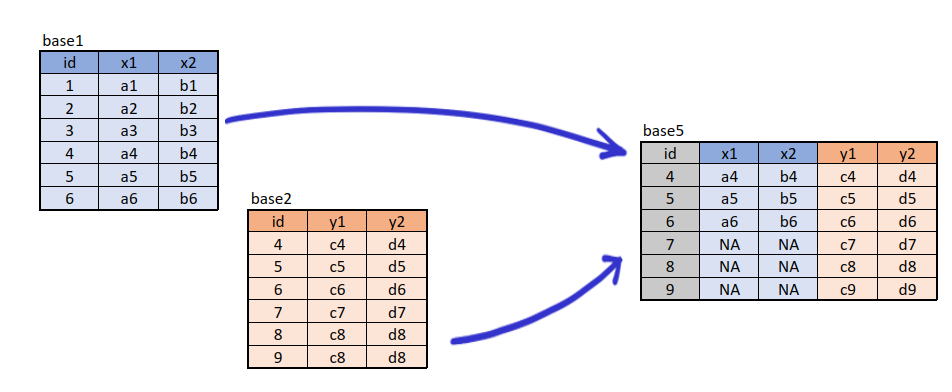 base1
id x1 x2
1 a1 b1
2 a2 b2
3 a3 b3
4 a4 b4
5 a5 b5
6 a6 b6
base2
id y1 y2
4 c4 d4
5 c5 d5
6 c6 d6
7 c7 d7
8 c8 d8
9 c8 d8
base5
id x1 x2 y1 y2
4 a4 b4 c4 d4
5 a5 b5 c5 d5
6 a6 b6 c6 d6
7 NA NA c7 d7
8 NA NA c8 d8
9 NA NA c9 d9